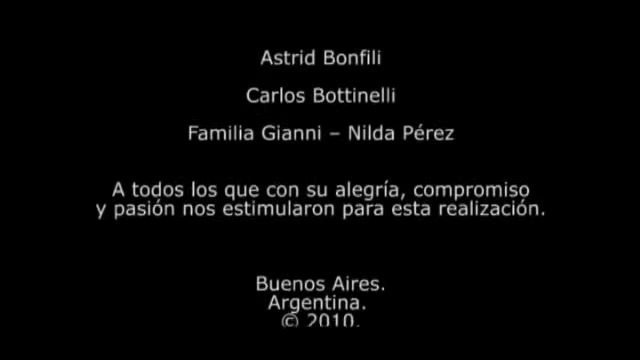 Astrid Bonfili
Carlos Bottinelli
Familia Gianni – Nilda Pérez
A todos los que con su alegría, compromiso
y pasión nos estimularon para esta realización.
Buenos Aires.
Argentina.
© 2010.